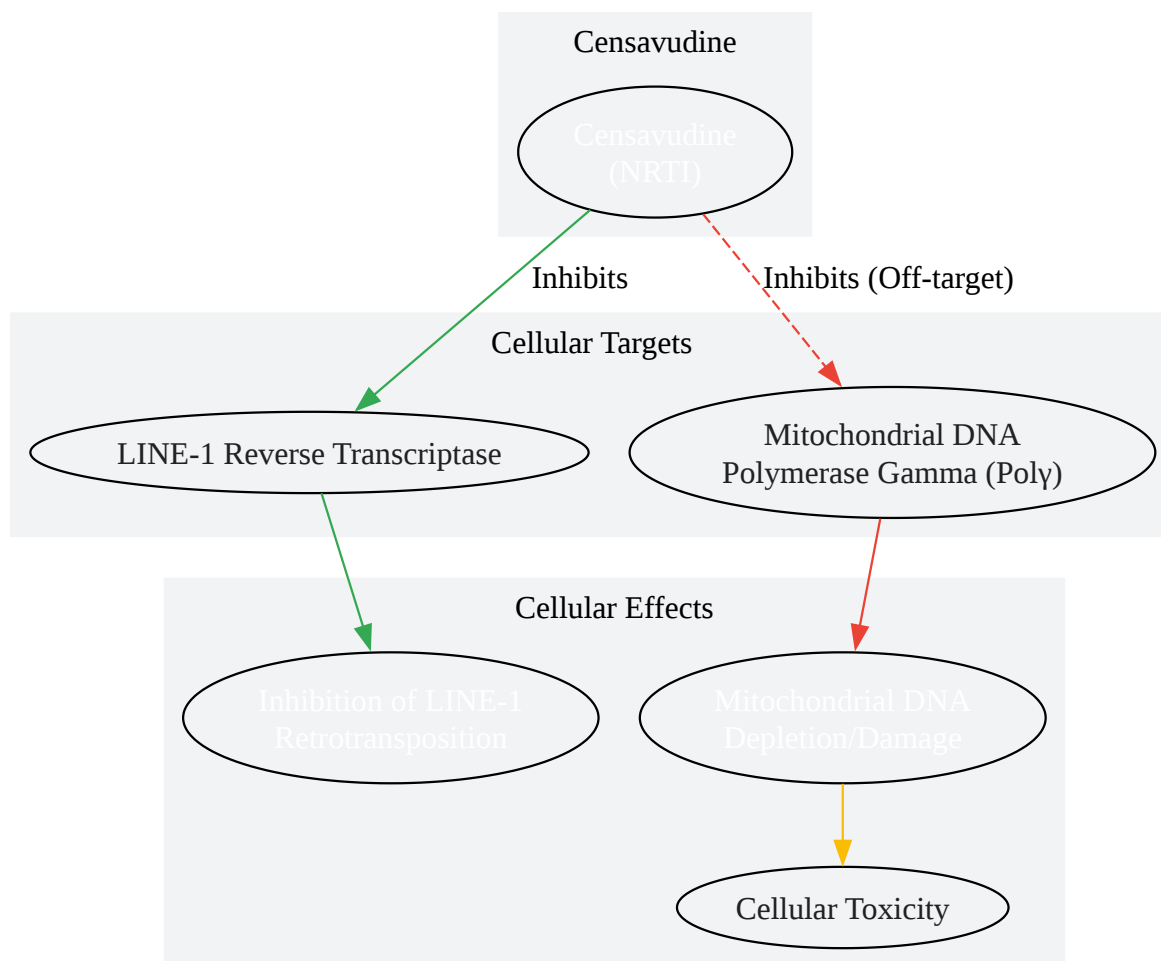 Censavudine
Censavudine
(NRTI)
Inhibits
Inhibits (Off-target)
Cellular Targets
LINE-1 Reverse Transcriptase
Mitochondrial DNA
Polymerase Gamma (Polγ)
Cellular Effects
Inhibition of LINE-1
Retrotransposition
Mitochondrial DNA
Depletion/Damage
Cellular Toxicity